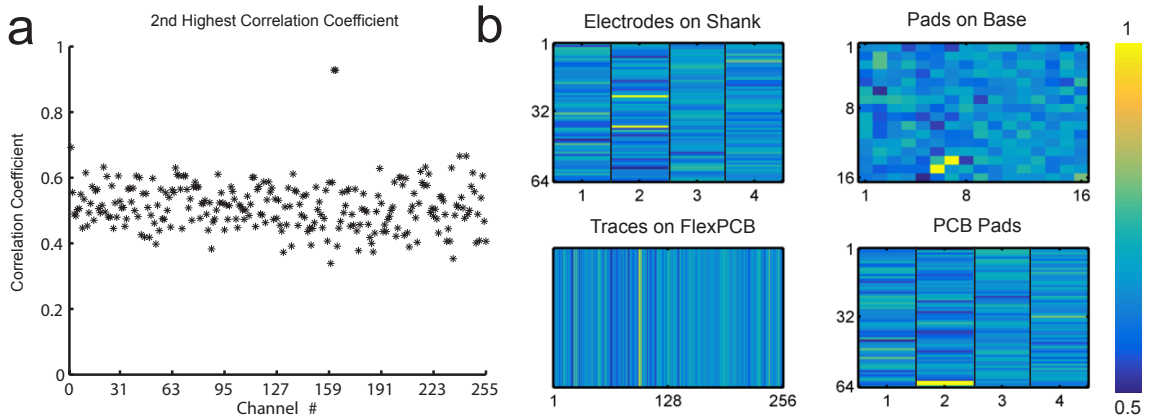 a
2nd Highest Correlation Coefficient
Correlation Coefficient
1
0.8
0.6
0.4
0.2
0
0 31 63 95 127 159 191 223 255
Channel #
b
Electrodes on Shank
1
32
64
1 2 3 4
Pads on Base
1
8
16
1 8 16
Traces on FlexPCB
1 128 256
PCB Pads
1
32
64
1 2 3 4
1
0.5